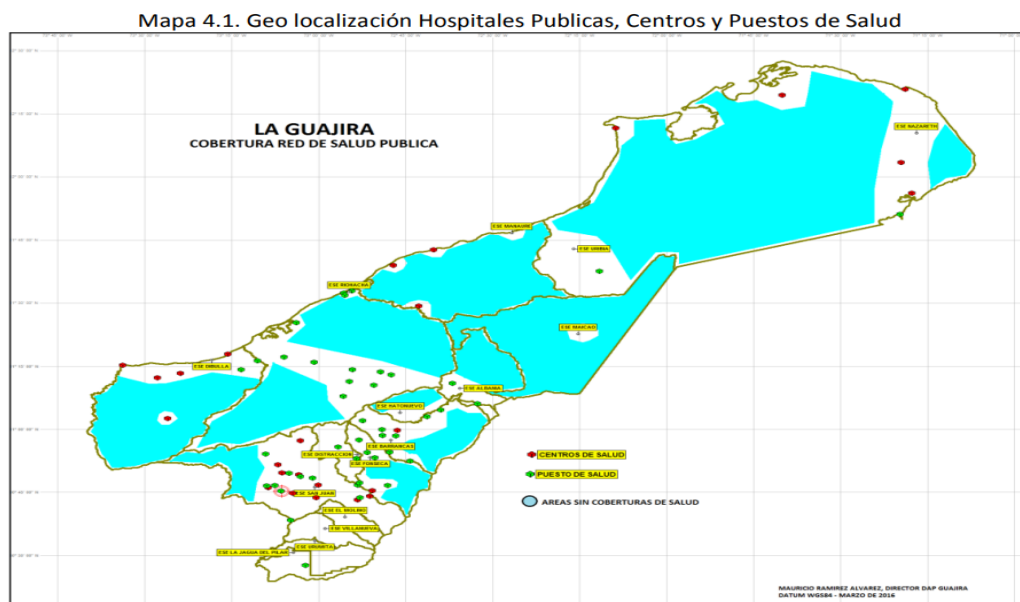 Mapa 4.1. Geo localización Hospitales Publicas, Centros y Puestos de Salud
LA GUAJIRA
COBERTURA RED DE SALUD PUBLICA
ESE NAZARETH
ESE MANAURE
ESE URIBIA
ESE RIOHACHA
ESE MAICAO
ESE DIBULLA
ESE ALBANIA
ESE HATONUEVO
ESE BARRANCAS
ESE DISTRACCION
ESE FONSECA
CENTROS DE SALUD
PUESTO DE SALUD
ESE SAN JUAN
AREAS SIN COBERTURAS DE SALUD
ESE EL MOLINO
ESE VILLANUEVA
ESE URUMITA
ESE LA JAGUA DEL PILAR
MAURICIO RAMIREZ ALVAREZ, DIRECTOR DAP GUAJIRA
DATUM WGS84 - MARZO DE 2016